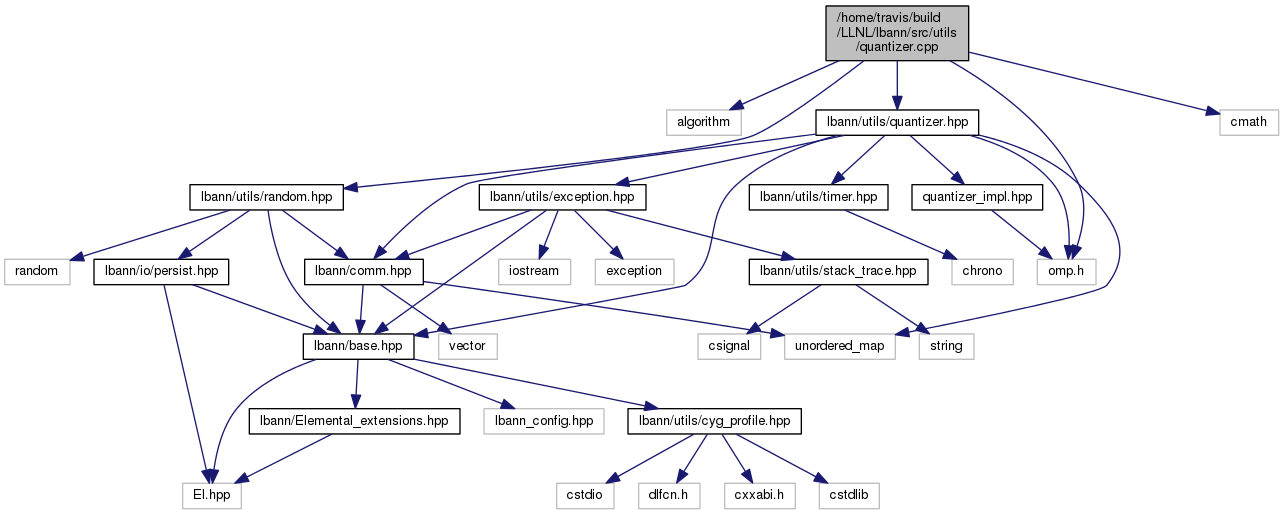 /home/travis/build
/LLNL/lbann/src/utils
/quantizer.cpp
algorithm
lbann/utils/quantizer.hpp
cmath
lbann/utils/random.hpp
lbann/utils/exception.hpp
lbann/utils/timer.hpp
quantizer_impl.hpp
random
lbann/io/persist.hpp
lbann/comm.hpp
iostream
exception
lbann/utils/stack_trace.hpp
chrono
omp.h
lbann/base.hpp
vector
csignal
unordered_map
string
lbann/Elemental_extensions.hpp
lbann_config.hpp
lbann/utils/cyg_profile.hpp
El.hpp
cstdio
dlfcn.h
cxxabi.h
cstdlib